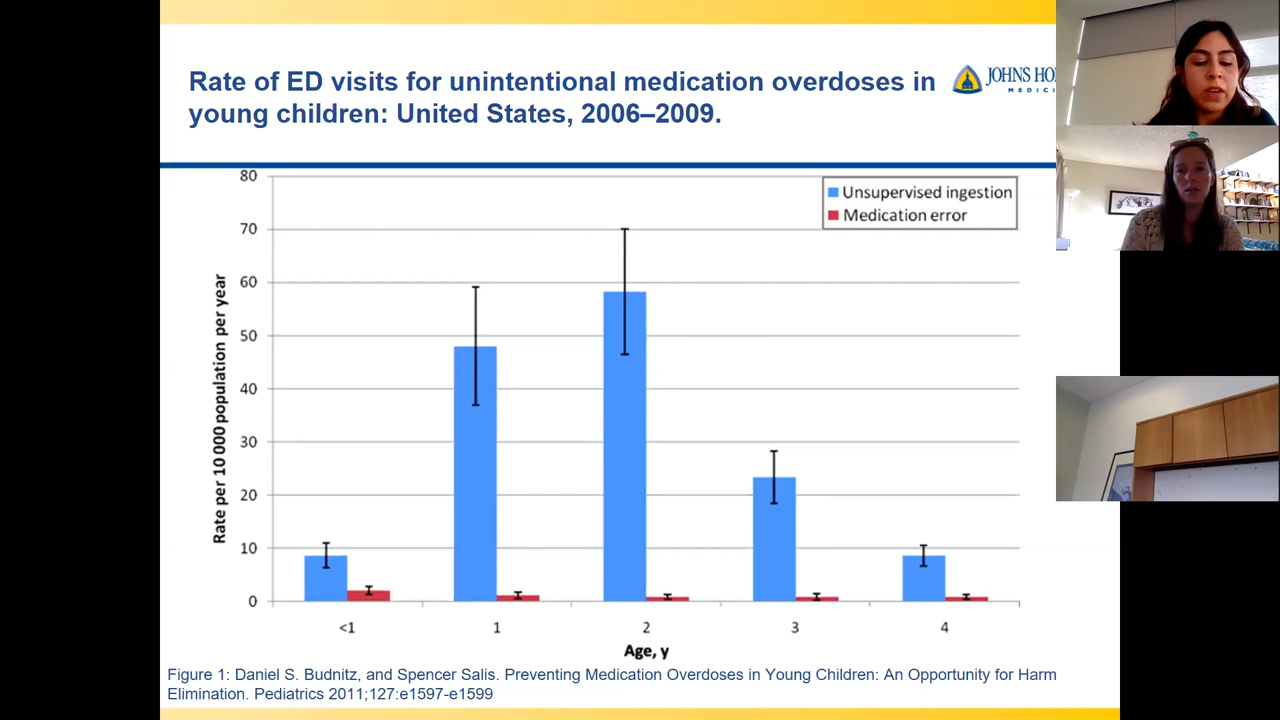 Rate of ED visits for unintentional medication overdoses in
young children: United States, 2006–2009.
JOHNS
MEDICI
80
70
60
50
40
30
20
10
0
Rate per 10 000 population per year
Unsupervised ingestion
Medication error
<1
1
2
3
4
Age, y
Figure 1: Daniel S. Budnitz, and Spencer Salis. Preventing Medication Overdoses in Young Children: An Opportunity for Harm
Elimination. Pediatrics 2011;127:e1597-e1599